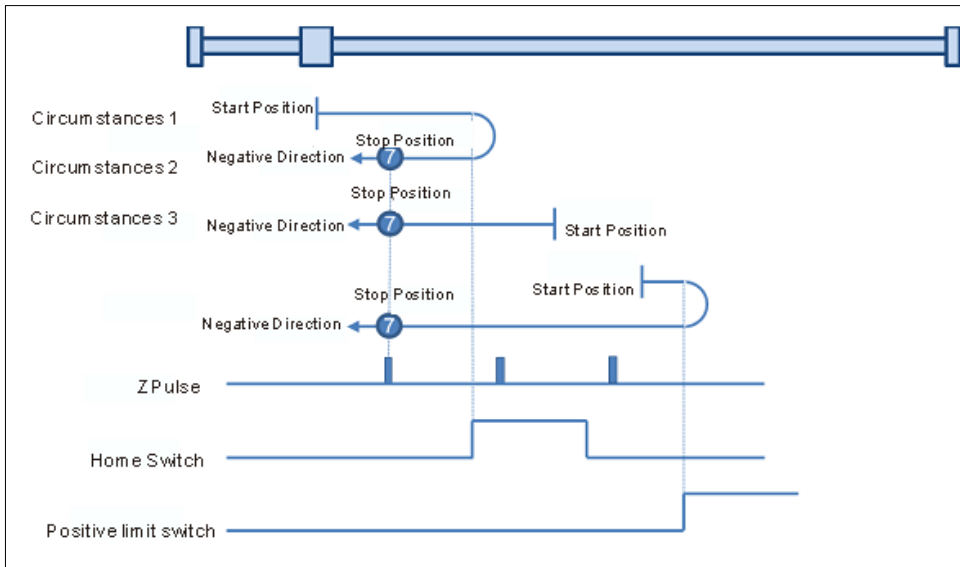 Start Position
Circumstances 1
Stop Position
Negative Direction
7
Circumstances 2
Stop Position
Circumstances 3
Negative Direction
7
Start Position
Start Position
Stop Position
Negative Direction
7
Z Pulse
Home Switch
Positive limit switch